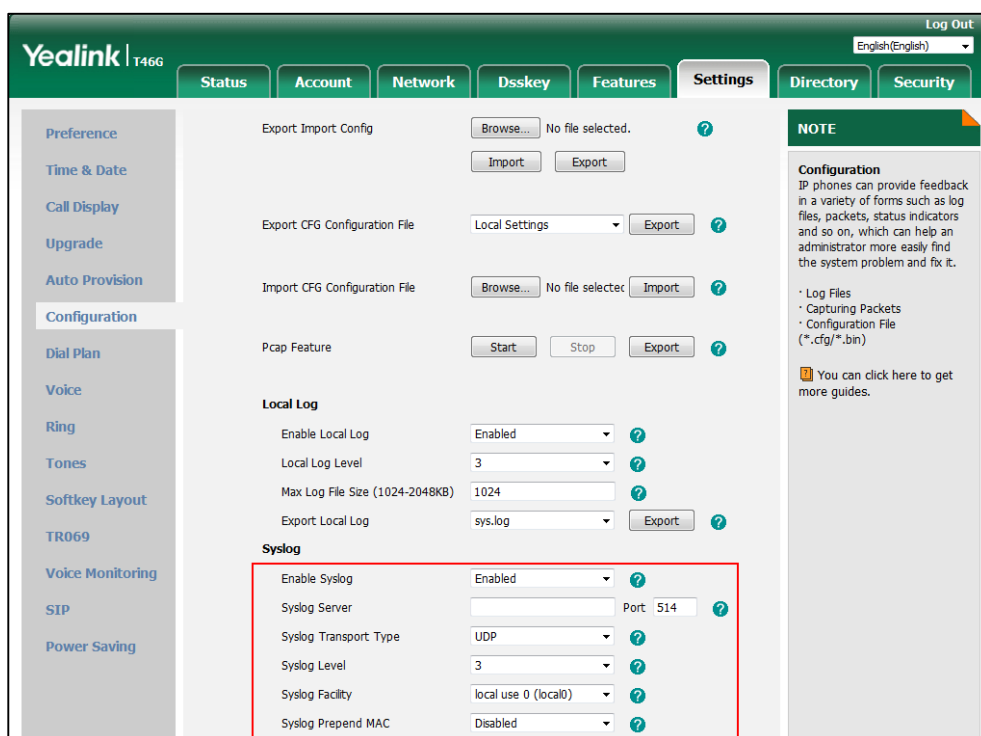 Log Out
Yealink T46G
English(English)
Status Account Network Dsskey Features Settings Directory Security
Preference
Time & Date
Call Display
Upgrade
Auto Provision
Configuration
Dial Plan
Voice
Ring
Tones
Softkey Layout
TR069
Voice Monitoring
SIP
Power Saving
Export Import Config Browse... No file selected. ?
Import Export
Export CFG Configuration File Local Settings Export ?
Import CFG Configuration File Browse... No file selectec Import ?
Pcap Feature Start Stop Export ?
Local Log
Enable Local Log Enabled ?
Local Log Level 3 ?
Max Log File Size (1024-2048KB) 1024 ?
Export Local Log sys.log Export ?
Syslog
Enable Syslog Enabled ?
Syslog Server Port 514 ?
Syslog Transport Type UDP ?
Syslog Level 3 ?
Syslog Facility local use 0 (local0) ?
Syslog Prepend MAC Disabled ?
NOTE
Configuration
IP phones can provide feedback
in a variety of forms such as log
files, packets, status indicators
and so on, which can help an
administrator more easily find
the system problem and fix it.
· Log Files
· Capturing Packets
· Configuration File
(*.cfg/*.bin)
? You can click here to get
more guides.